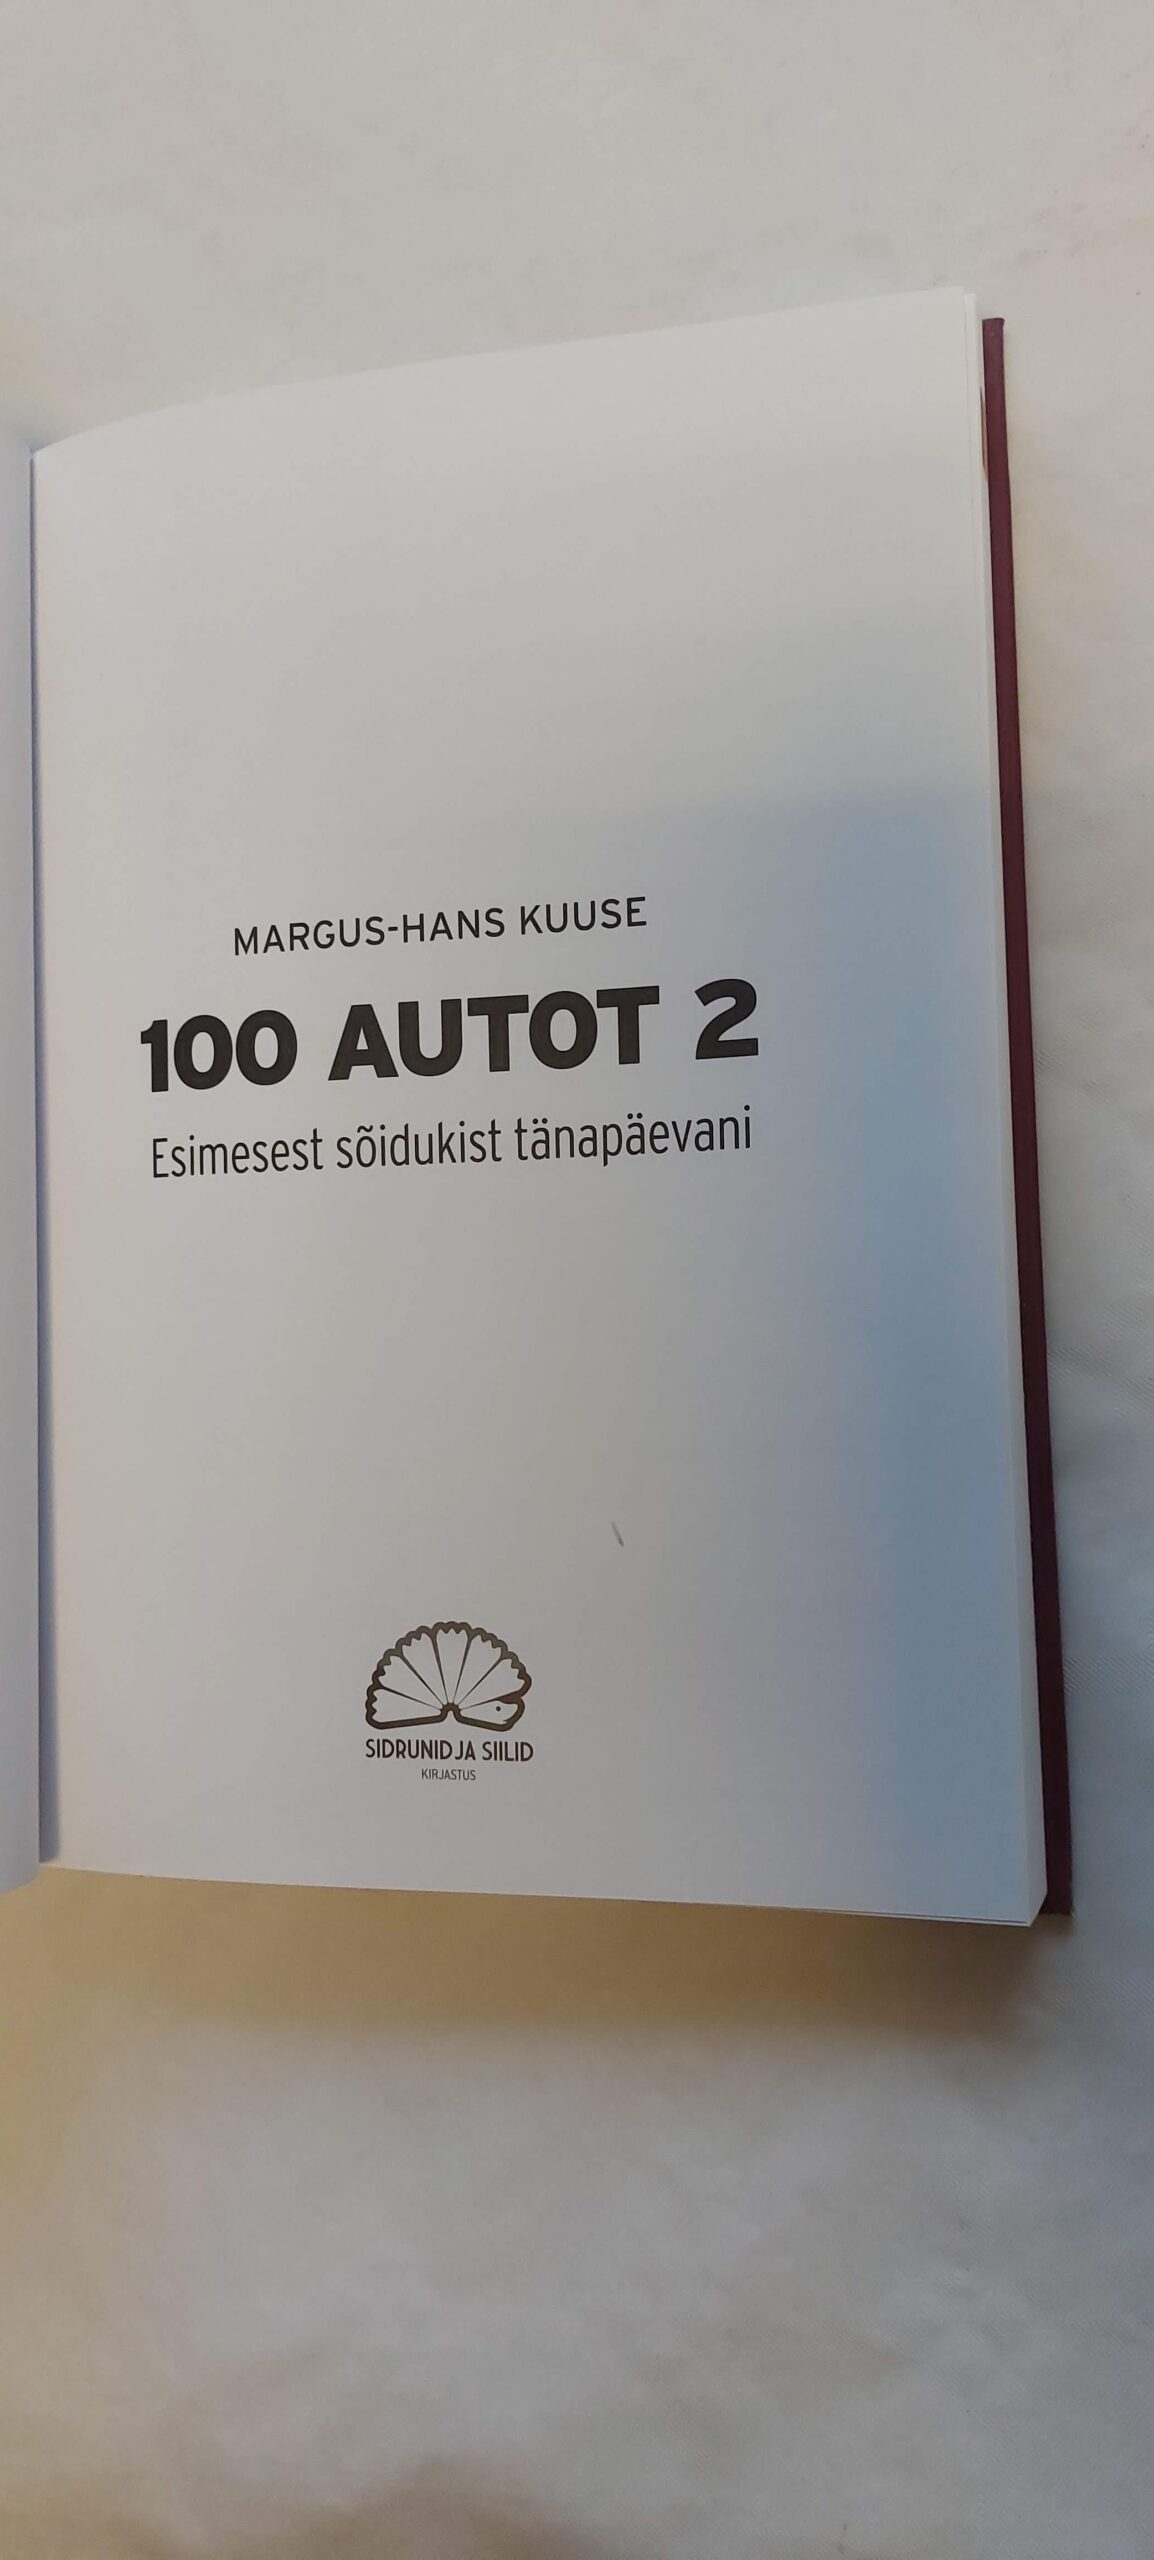 MARGUS-HANS KUUSE
100 AUTOT 2
Esimesest sõidukist tänapäevani
SIDRUNID JA SIILID
KIRJASTUS